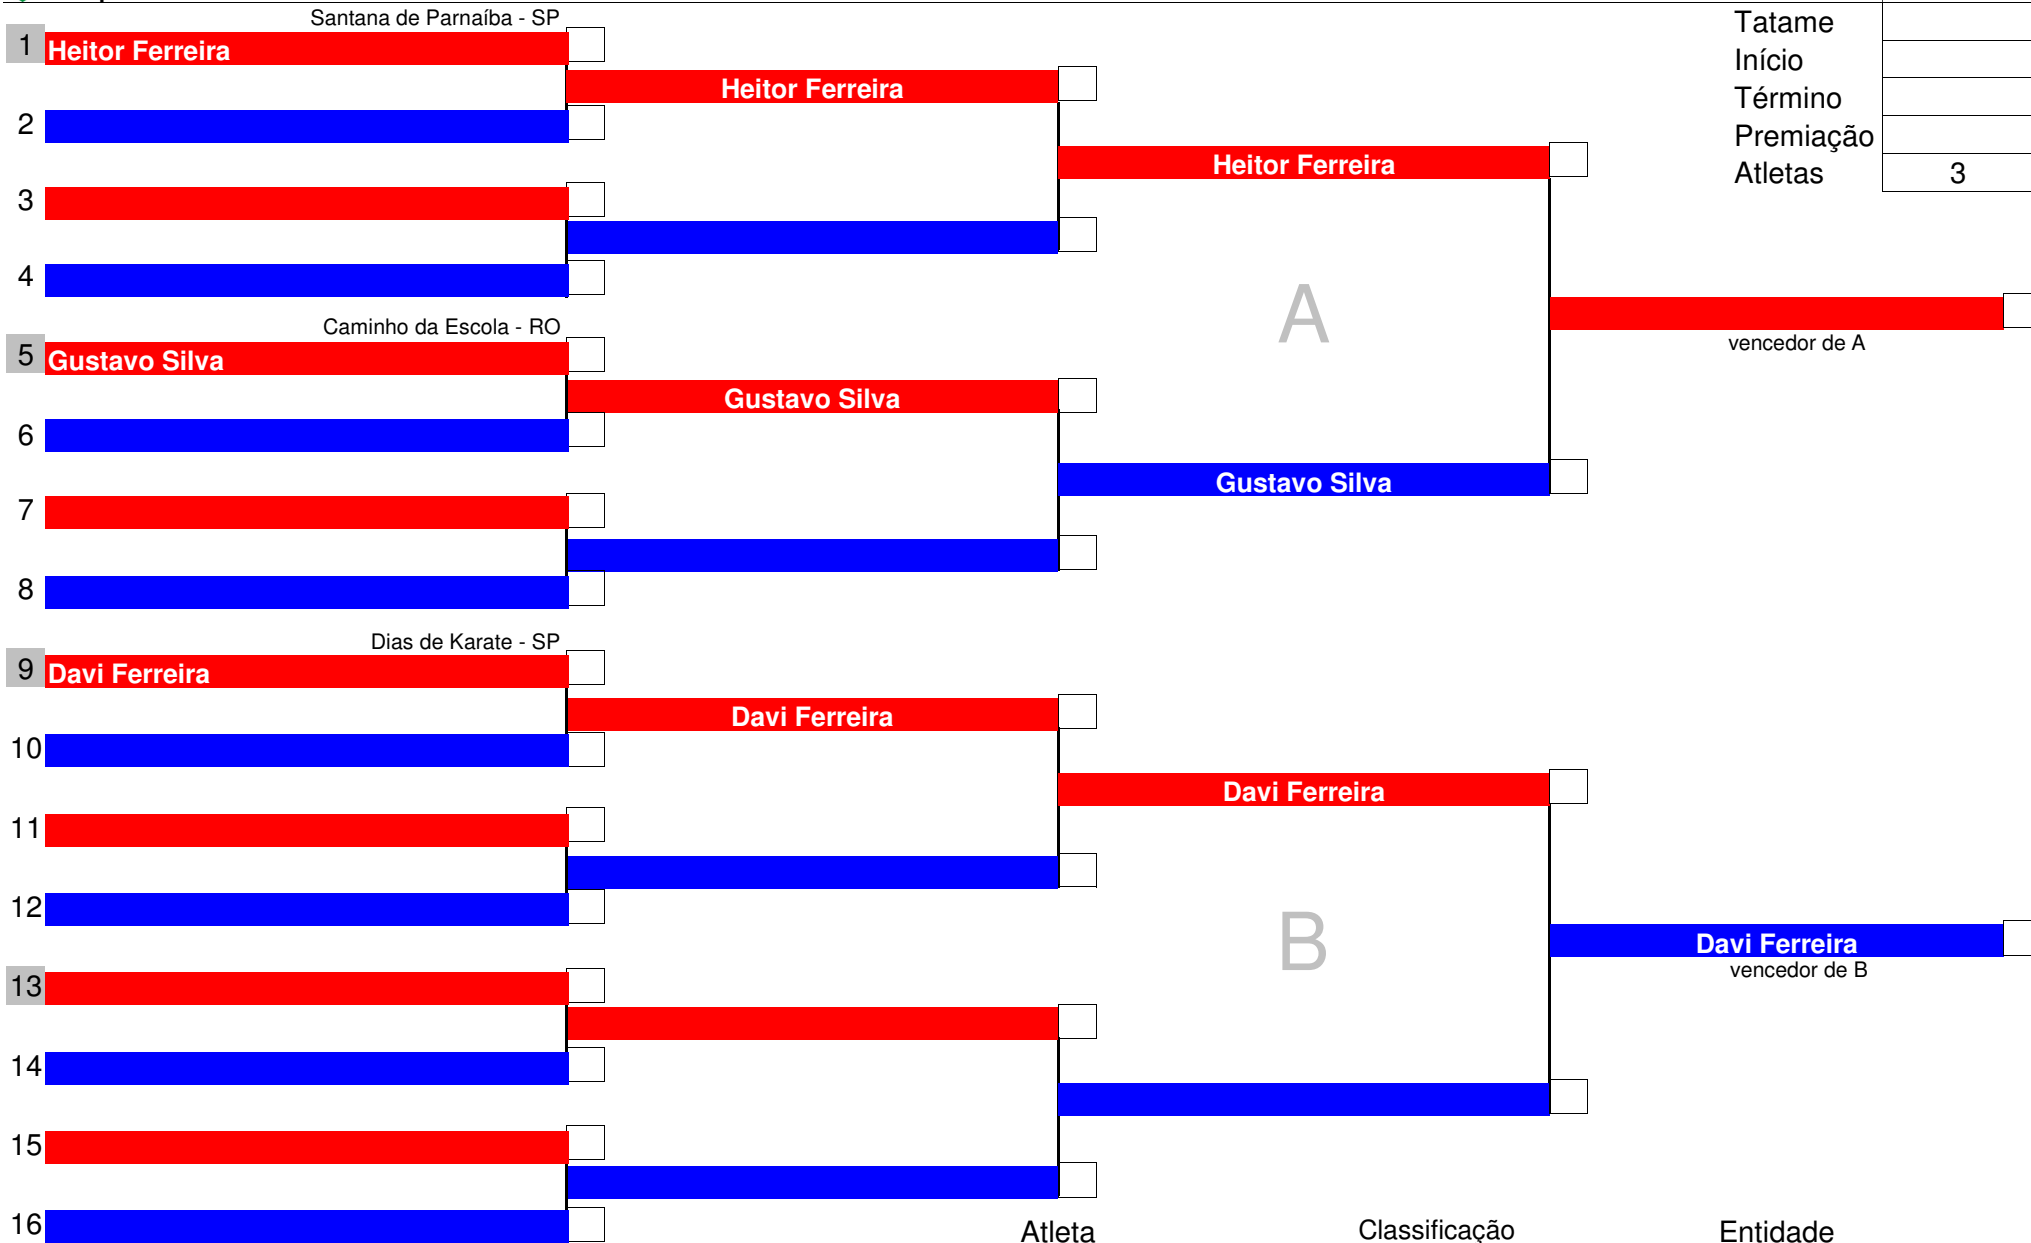 Santana de Parnaíba - SP
1 Heitor Ferreira
Heitor Ferreira
2
Heitor Ferreira
3
4
Tatame
Início
Término
Premiação
Atletas 3
A
vencedor de A
Caminho da Escola - RO
5 Gustavo Silva
Gustavo Silva
6
Gustavo Silva
7
8
Dias de Karate - SP
9 Davi Ferreira
Davi Ferreira
10
Davi Ferreira
11
12
B
Davi Ferreira
vencedor de B
13
14
15
16
Atleta Classificação Entidade